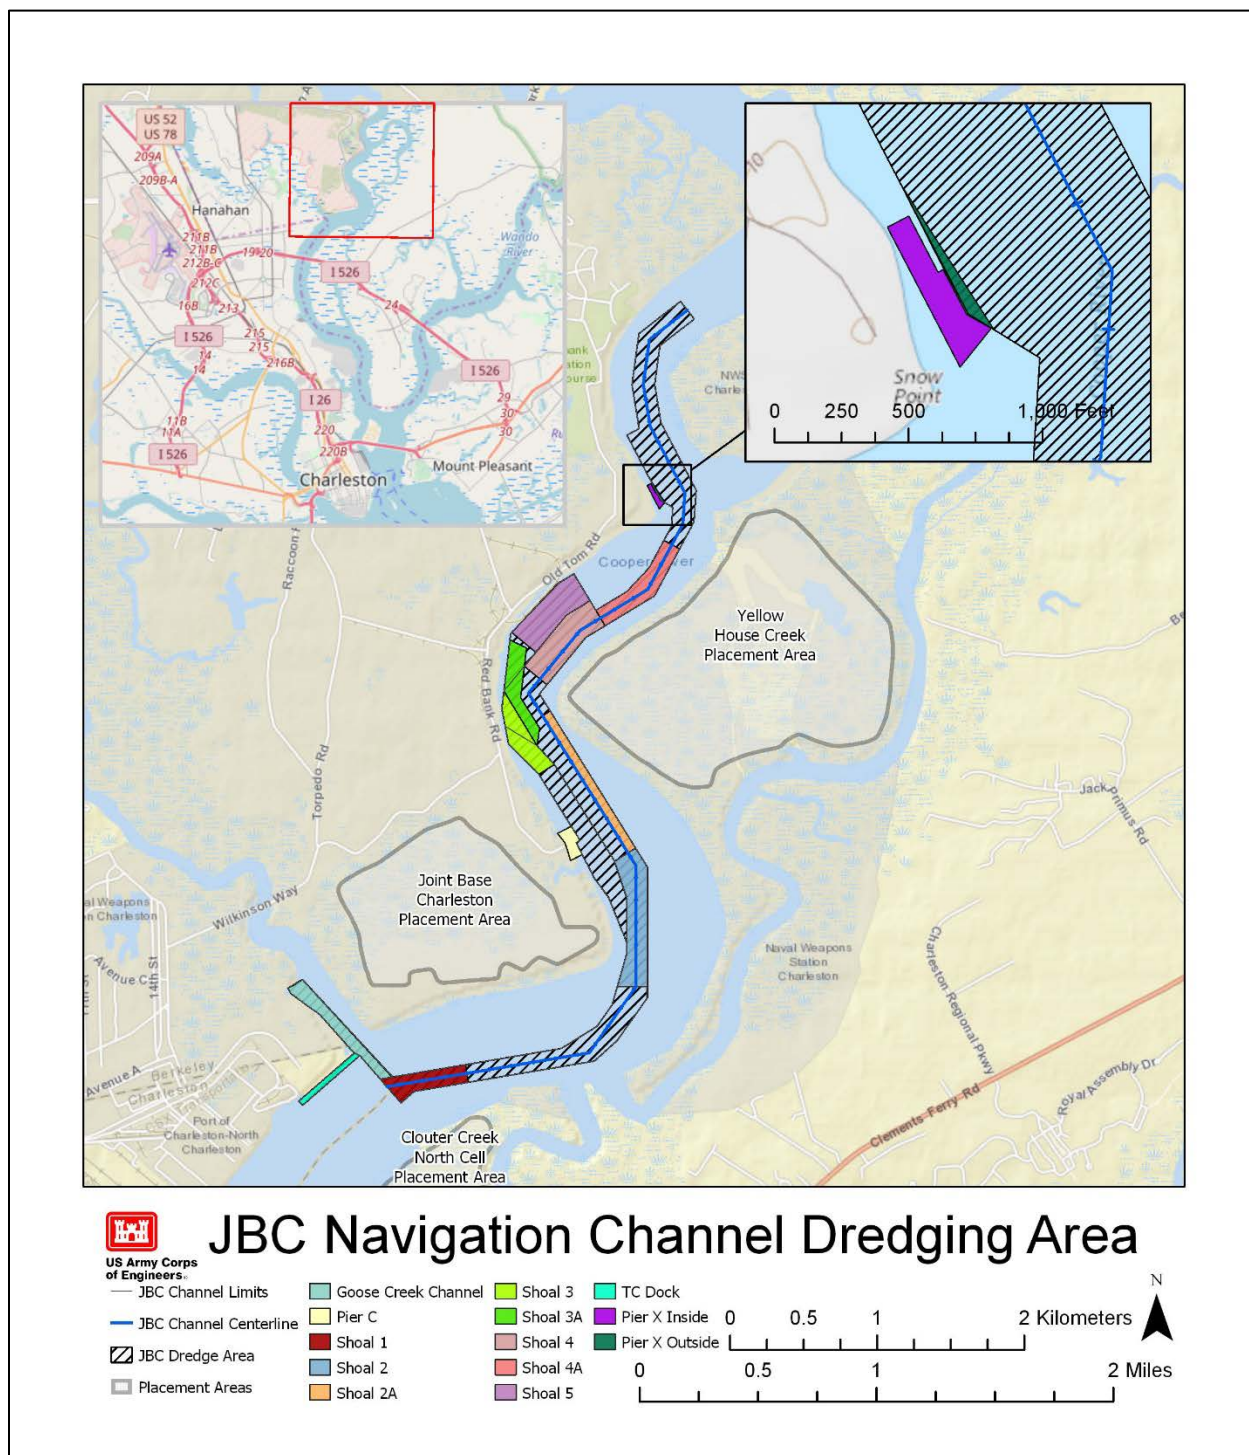 US 52
US 78
209A
209B-A
Hanahan
211B
211B
212B-C
212C
16B
213
19-20
I 526
24
Wando
River
I 526
14
14
215
215
216B
I 526
I 26
29
30
30
11B
11A
I 526
220
220B
Charleston
Mount Pleasant
10
Snow
Point
0 250 500 1,000 Feet
Old Tom Rd
Cooper River
Raccoon
Red Bank Rd
Torpedo Rd
Yellow
House Creek
Placement Area
Jack Primus Rd
Joint Base
Charleston
Placement Area
Wilkinson Way
Weapons
Charleston
Avenue C
14th St
Naval Weapons
Station
Charleston
Charleston Regional Pkwy
Avenue A
Berkeley
Charleston
Port of
Charleston-North
Charleston
Clouter Creek
North Cell
Placement Area
Clements Ferry Rd
Royal Assembly Dr
US Army Corps
of Engineers
JBC Navigation Channel Dredging Area
JBC Channel Limits
JBC Channel Centerline
JBC Dredge Area
Placement Areas
Goose Creek Channel
Pier C
Shoal 1
Shoal 2
Shoal 2A
Shoal 3
Shoal 3A
Shoal 4
Shoal 4A
Shoal 5
TC Dock
Pier X Inside
Pier X Outside
0 0.5 1 2 Kilometers
0 0.5 1 2 Miles
N